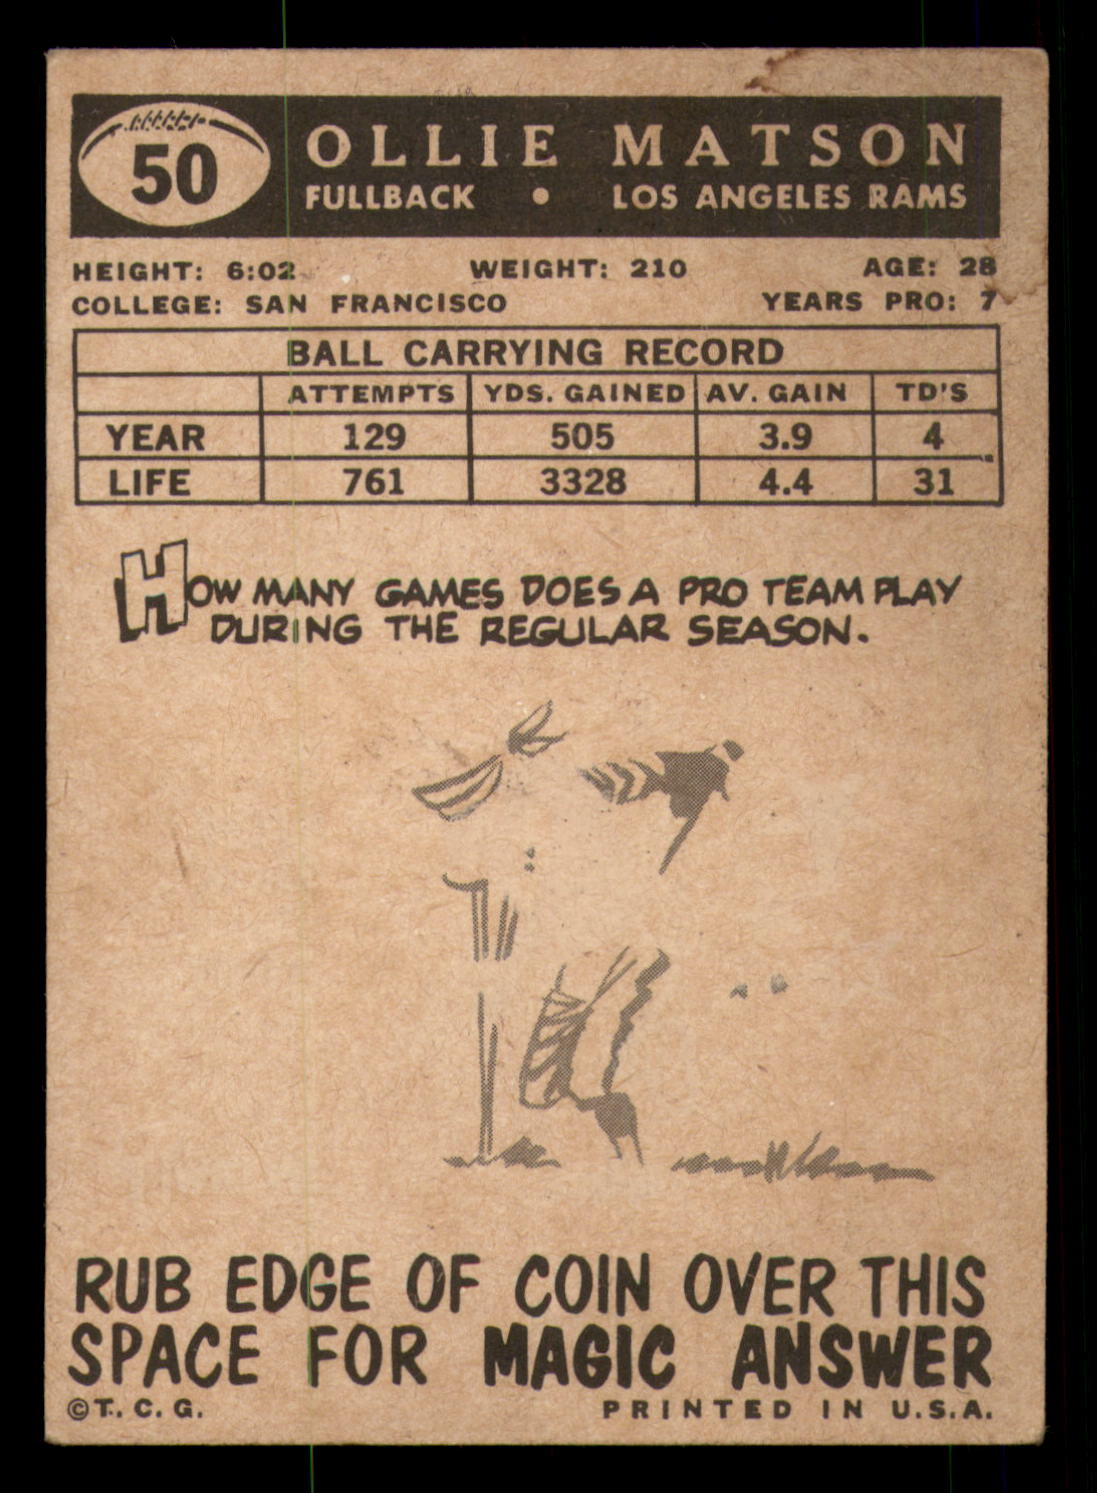 50
OLLIE MATSON
FULLBACK • LOS ANGELES RAMS
HEIGHT: 6:02 WEIGHT: 210 AGE: 28
COLLEGE: SAN FRANCISCO YEARS PRO: 7
BALL CARRYING RECORD
ATTEMPTS YDS. GAINED AV. GAIN TD'S
YEAR 129 505 3.9 4
LIFE 761 3328 4.4 31
HOW MANY GAMES DOES A PRO TEAM PLAY
DURING THE REGULAR SEASON.
RUB EDGE OF COIN OVER THIS
SPACE FOR MAGIC ANSWER
©T. C. G. PRINTED IN U.S.A.